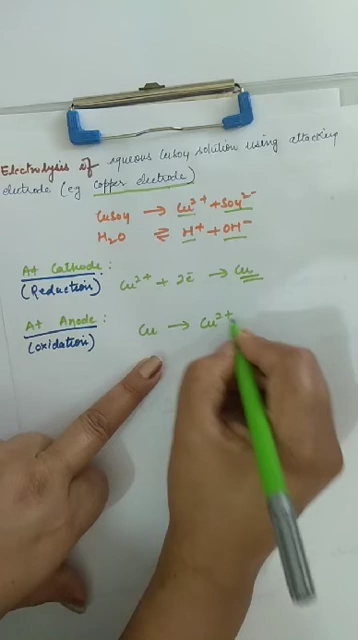 Electrolysis of aqueous CuSO4 solution using attacking
electrode (eg copper electrode)
CuSO4 → Cu²⁺ + SO4²⁻
H₂O ⇌ H⁺ + OH⁻
At Cathode:
(Reduction) Cu²⁺ + 2ē → Cu
At Anode:
(oxidation) Cu → Cu²⁺